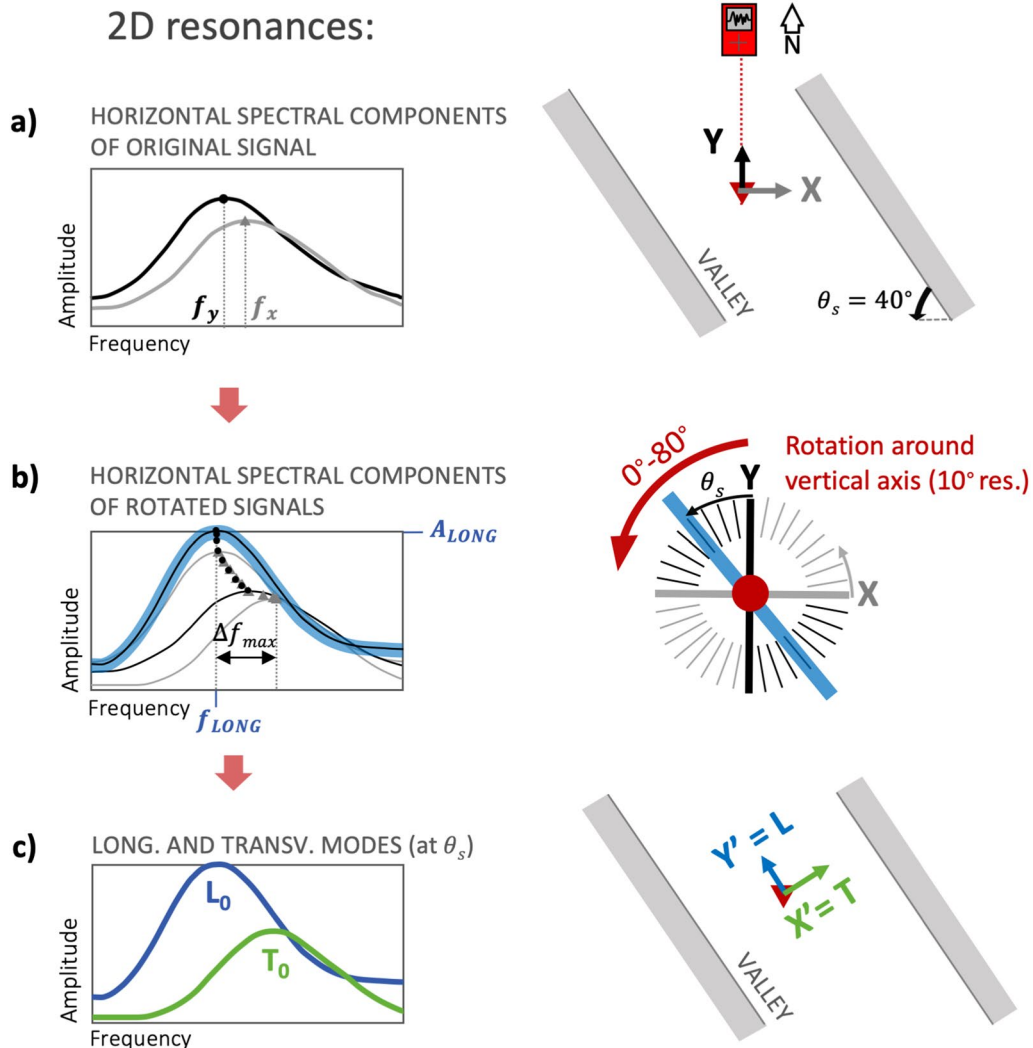 2D resonances:
N
a)
HORIZONTAL SPECTRAL COMPONENTS
OF ORIGINAL SIGNAL
Amplitude
f_y
f_x
Frequency
Y
X
VALLEY
θ_s = 40°
b)
HORIZONTAL SPECTRAL COMPONENTS
OF ROTATED SIGNALS
A_LONG
Amplitude
Δf_max
Frequency
f_LONG
0°-80°
Rotation around
vertical axis (10° res.)
θ_s
Y
X
c)
LONG. AND TRANSV. MODES (at θ_s)
Amplitude
L_0
T_0
Frequency
Y' = L
X' = T
VALLEY